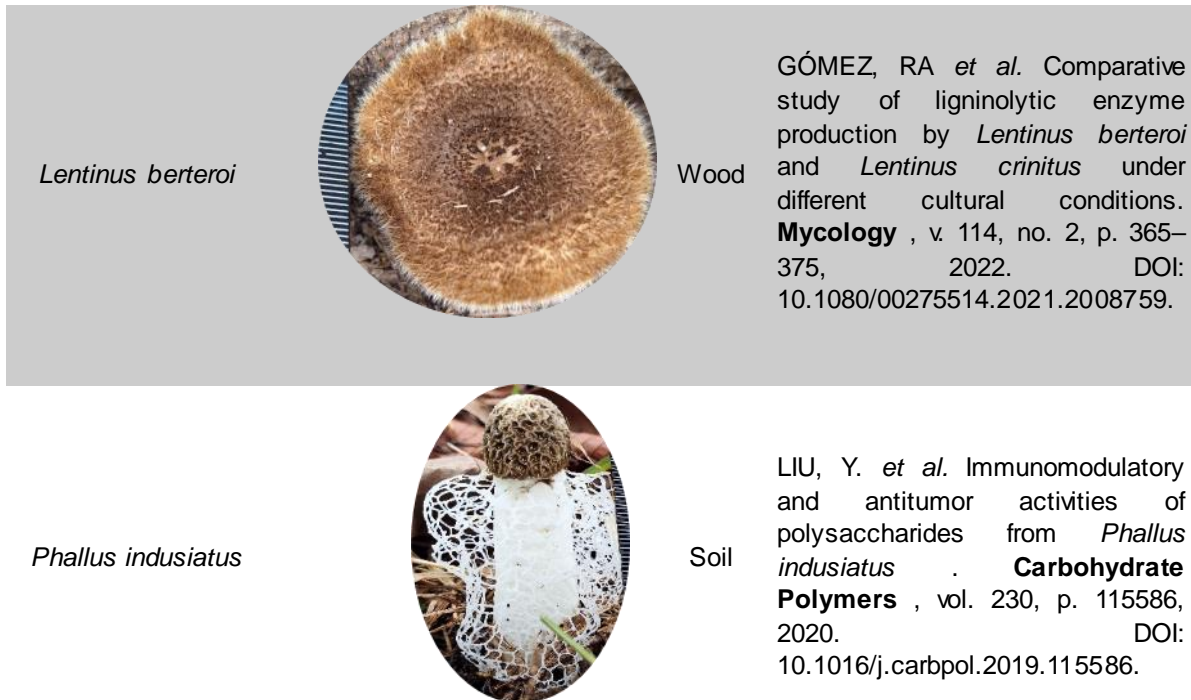 Lentinus berteroi
Wood
GÓMEZ, RA et al. Comparative
study of ligninolytic enzyme
production by Lentinus berteroi
and Lentinus crinitus under
different cultural conditions.
Mycology , v. 114, no. 2, p. 365–
375, 2022. DOI:
10.1080/00275514.2021.2008759.
Phallus indusiatus
Soil
LIU, Y. et al. Immunomodulatory
and antitumor activities of
polysaccharides from Phallus
indusiatus . Carbohydrate
Polymers , vol. 230, p. 115586,
2020. DOI:
10.1016/j.carbpol.2019.115586.